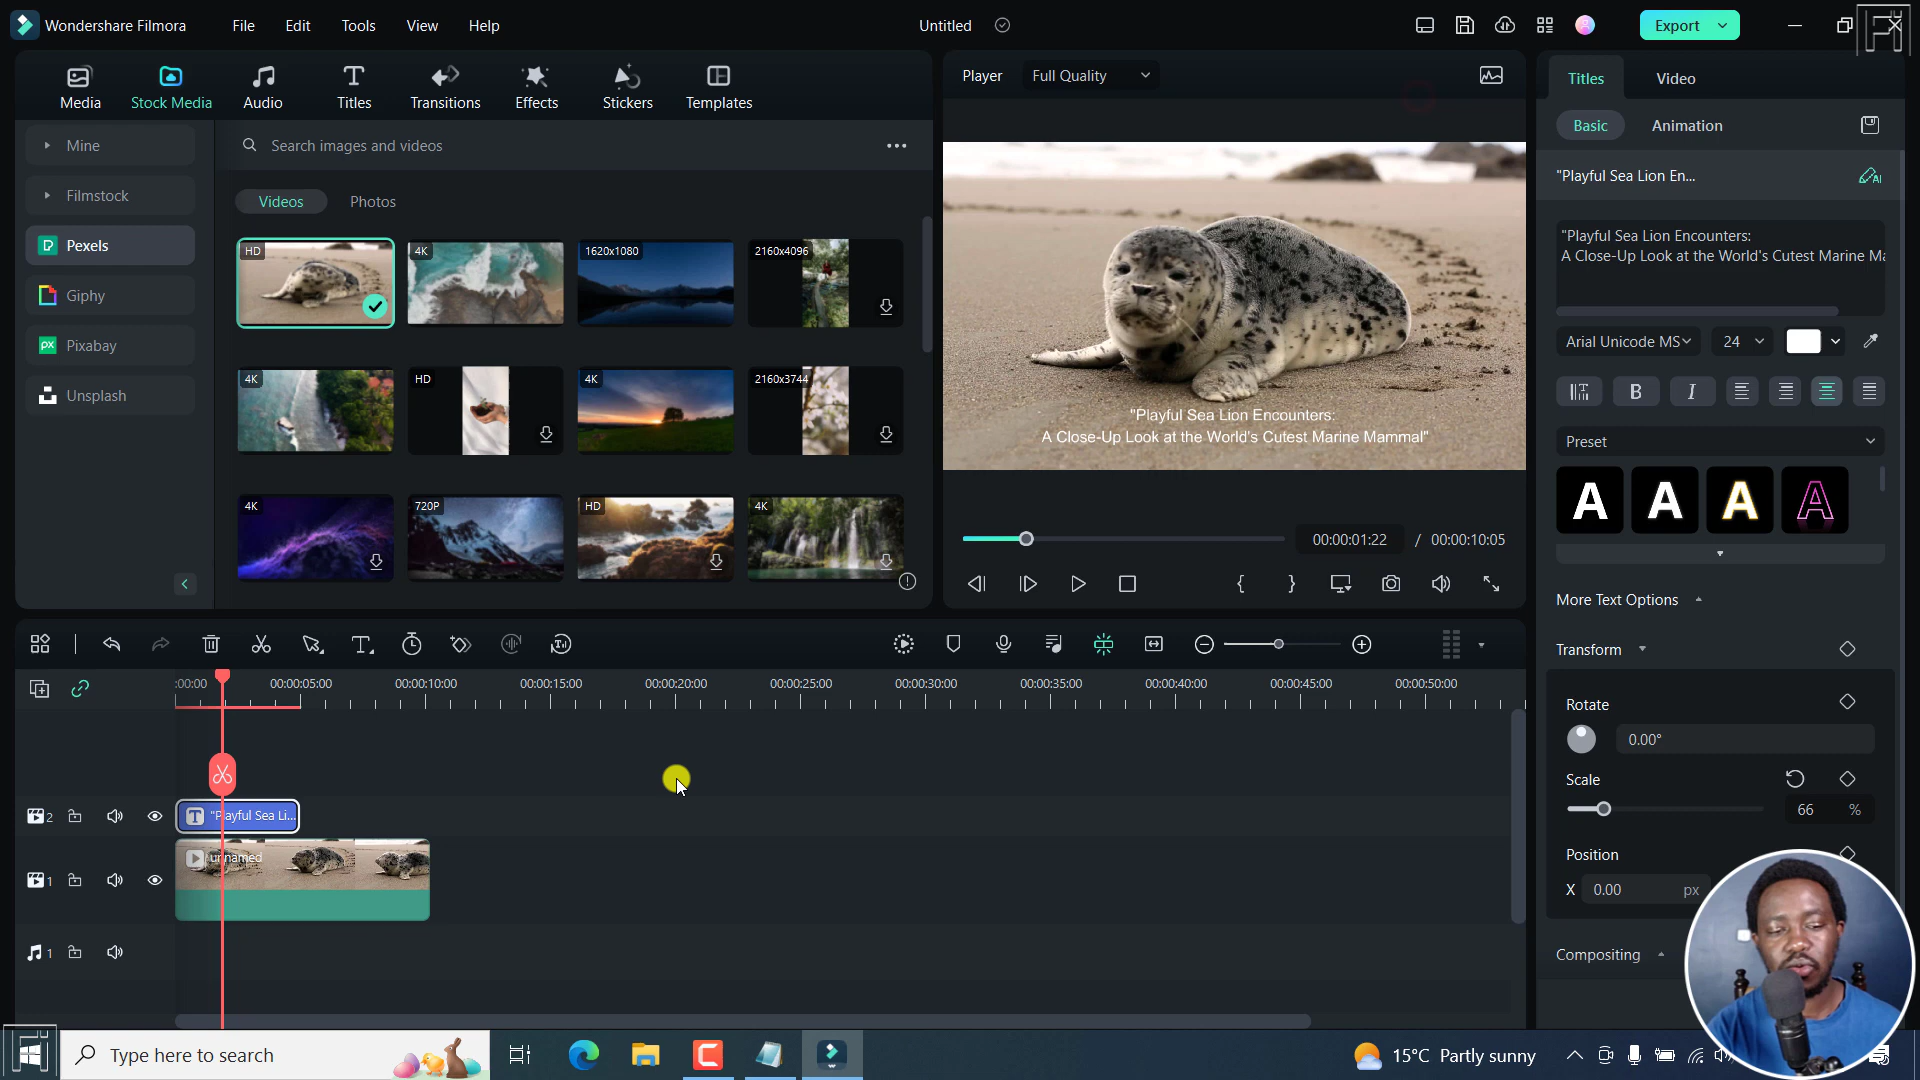 Wondershare Filmora
File
Edit
Tools
View
Help
Untitled
Export
Media
Stock Media
Audio
Titles
Transitions
Effects
Stickers
Templates
Player
Full Quality
Titles
Video
Basic
Animation
Mine
Filmstock
Pexels
Giphy
Pixabay
Unsplash
Search images and videos
Videos
Photos
HD
4K
1620x1080
2160x4096
4K
HD
4K
2160x3744
4K
720P
HD
4K
"Playful Sea Lion Encounters:
A Close-Up Look at the World's Cutest Marine Mammal"
00:00:01:22 / 00:00:10:05
"Playful Sea Lion En...
"Playful Sea Lion Encounters:
A Close-Up Look at the World's Cutest Marine Ma
Arial Unicode MS
24
Preset
A
A
A
A
More Text Options
Transform
Rotate
0.00°
Scale
66 %
Position
X 0.00 px
Compositing
:00:00
00:00:05:00
00:00:10:00
00:00:15:00
00:00:20:00
00:00:25:00
00:00:30:00
00:00:35:00
00:00:40:00
00:00:45:00
00:00:50:00
2
T "Playful Sea Li...
1
unnamed
1
Type here to search
15°C Partly sunny